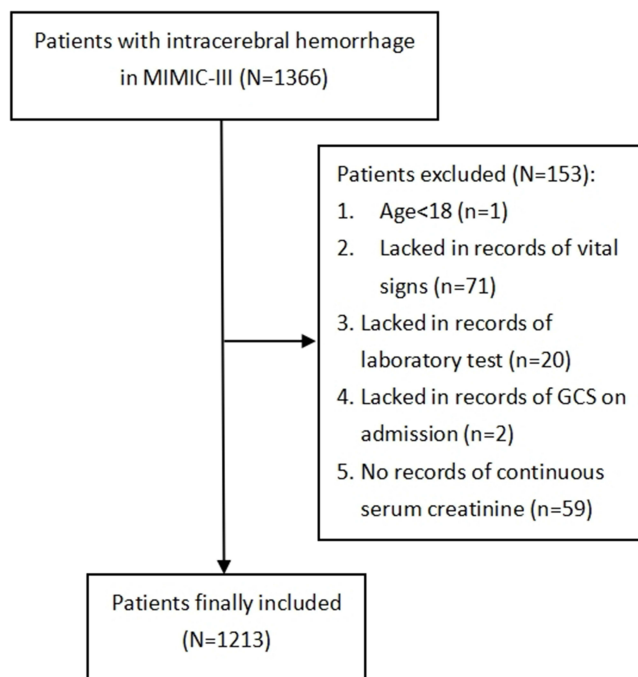 Patients with intracerebral hemorrhage
in MIMIC-III (N=1366)
Patients excluded (N=153):
1. Age<18 (n=1)
2. Lacked in records of vital
signs (n=71)
3. Lacked in records of
laboratory test (n=20)
4. Lacked in records of GCS on
admission (n=2)
5. No records of continuous
serum creatinine (n=59)
Patients finally included
(N=1213)